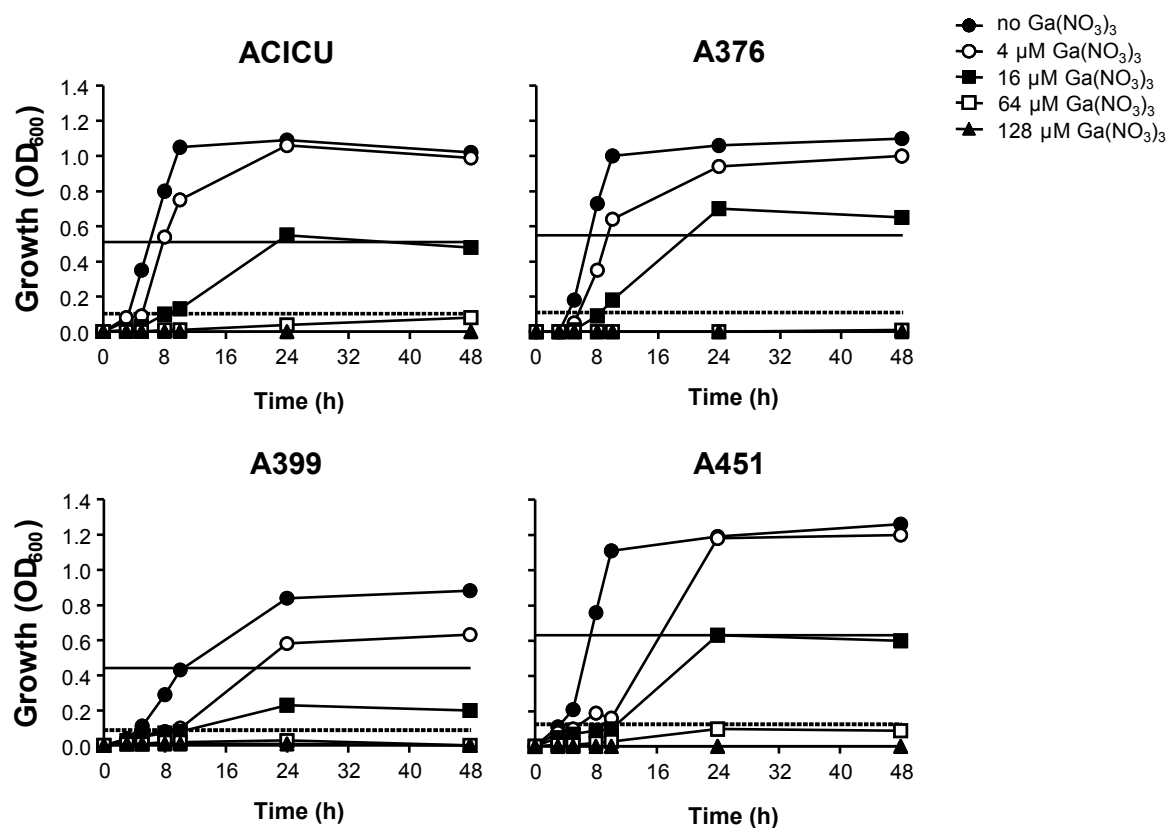 no Ga(NO3)3
4 µM Ga(NO3)3
16 µM Ga(NO3)3
64 µM Ga(NO3)3
128 µM Ga(NO3)3
ACICU
Growth (OD600)
1.4
1.2
1.0
0.8
0.6
0.4
0.2
0.0
0 8 16 24 32 40 48
Time (h)
A376
0 8 16 24 32 40 48
Time (h)
A399
Growth (OD600)
1.4
1.2
1.0
0.8
0.6
0.4
0.2
0.0
0 8 16 24 32 40 48
Time (h)
A451
0 8 16 24 32 40 48
Time (h)